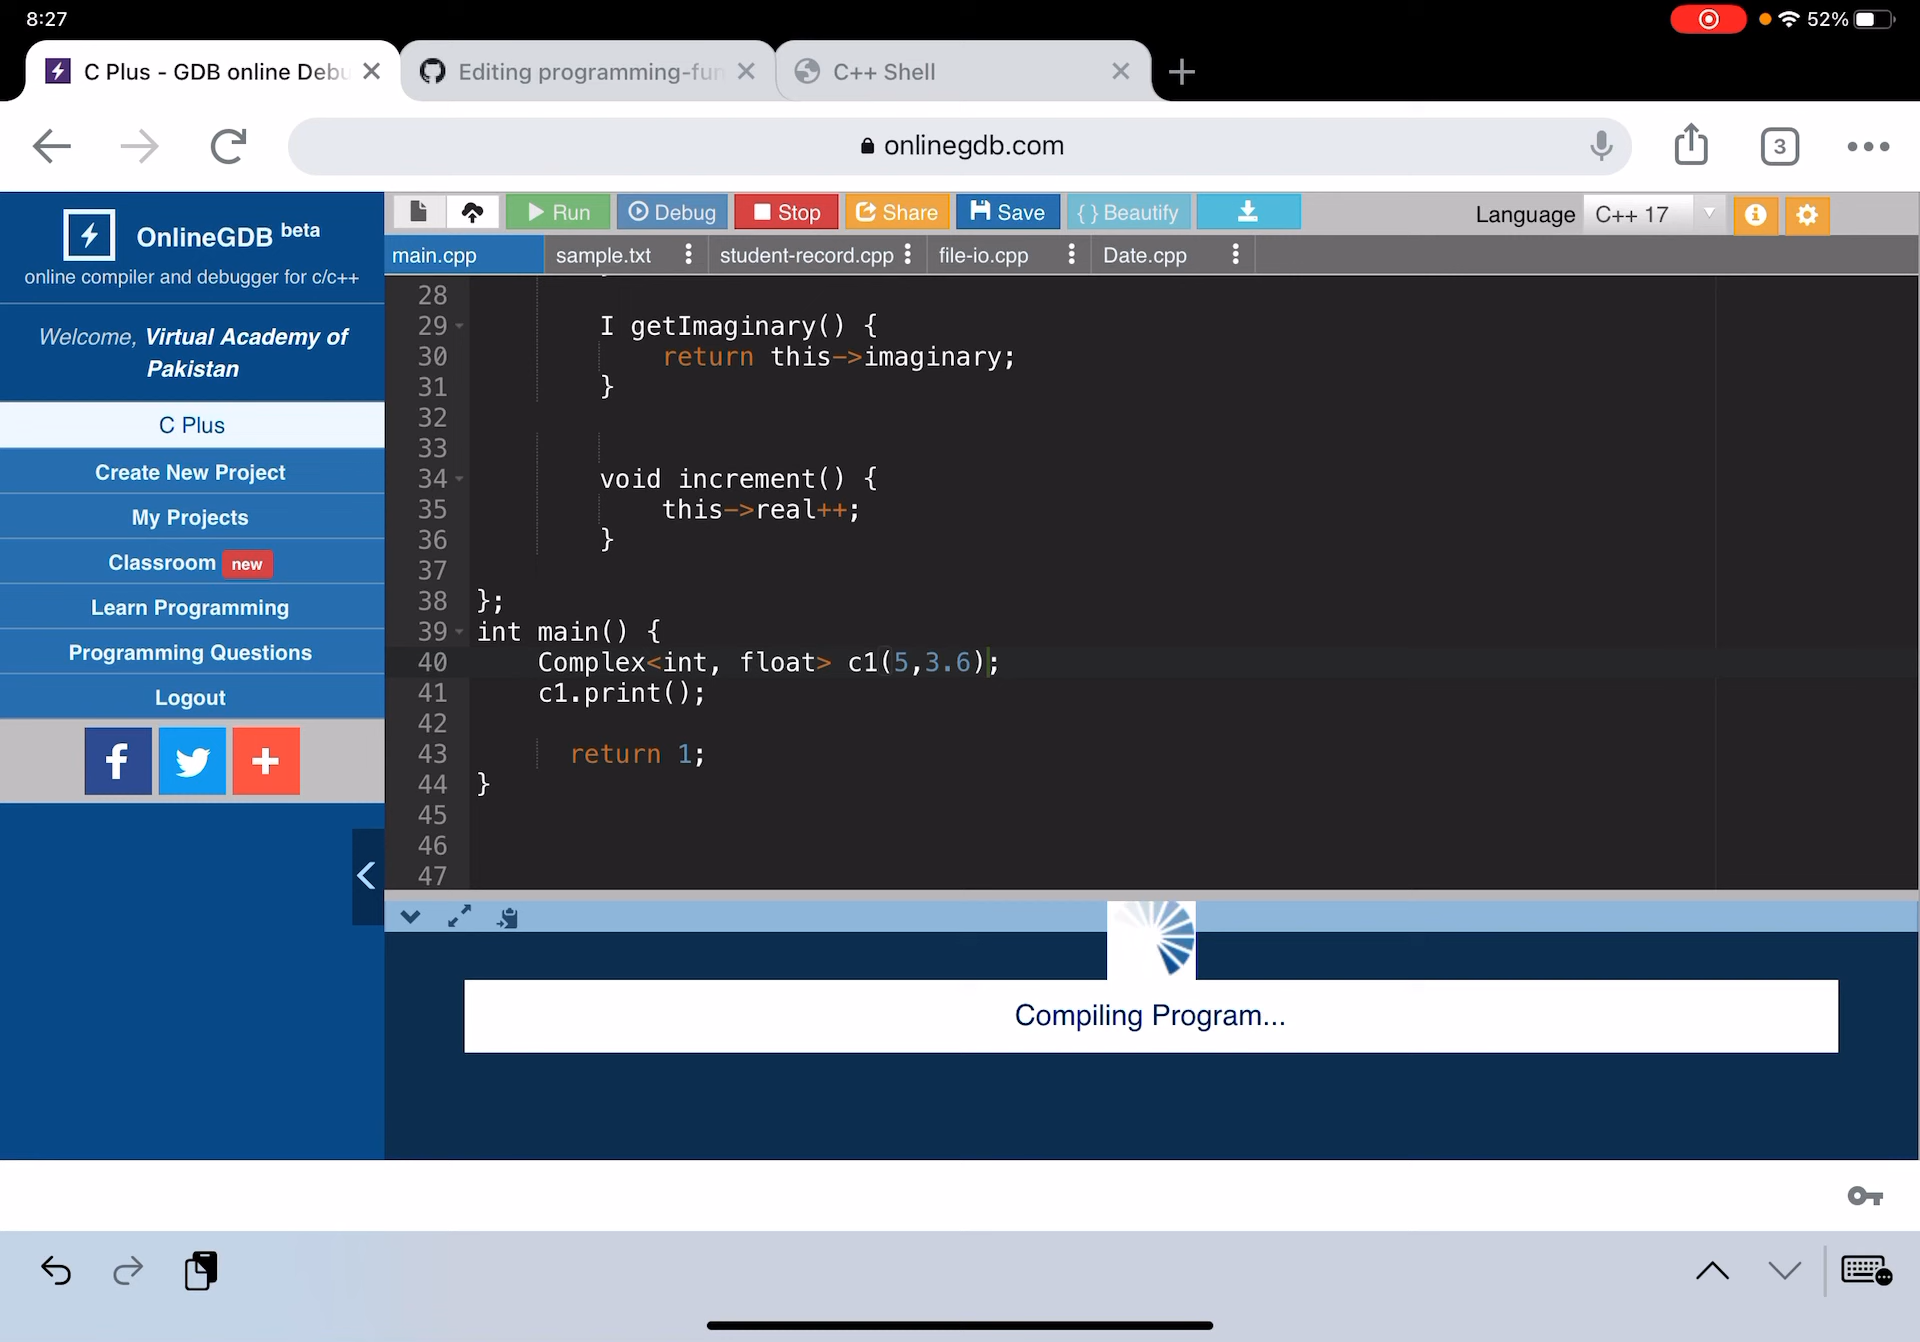 8:27
52%
C Plus - GDB online Debu
Editing programming-fun
C++ Shell
onlinegdb.com
3
OnlineGDB beta
online compiler and debugger for c/c++
Welcome, Virtual Academy of
Pakistan
C Plus
Create New Project
My Projects
Classroom new
Learn Programming
Programming Questions
Logout
Run
Debug
Stop
Share
Save
{ } Beautify
Language C++ 17
main.cpp
sample.txt
student-record.cpp
file-io.cpp
Date.cpp
28
29 I getImaginary() {
30 return this->imaginary;
31 }
32
33
34 void increment() {
35 this->real++;
36 }
37
38 };
39 int main() {
40 Complex<int, float> c1(5,3.6);
41 c1.print();
42
43 return 1;
44 }
45
46
47
Compiling Program...